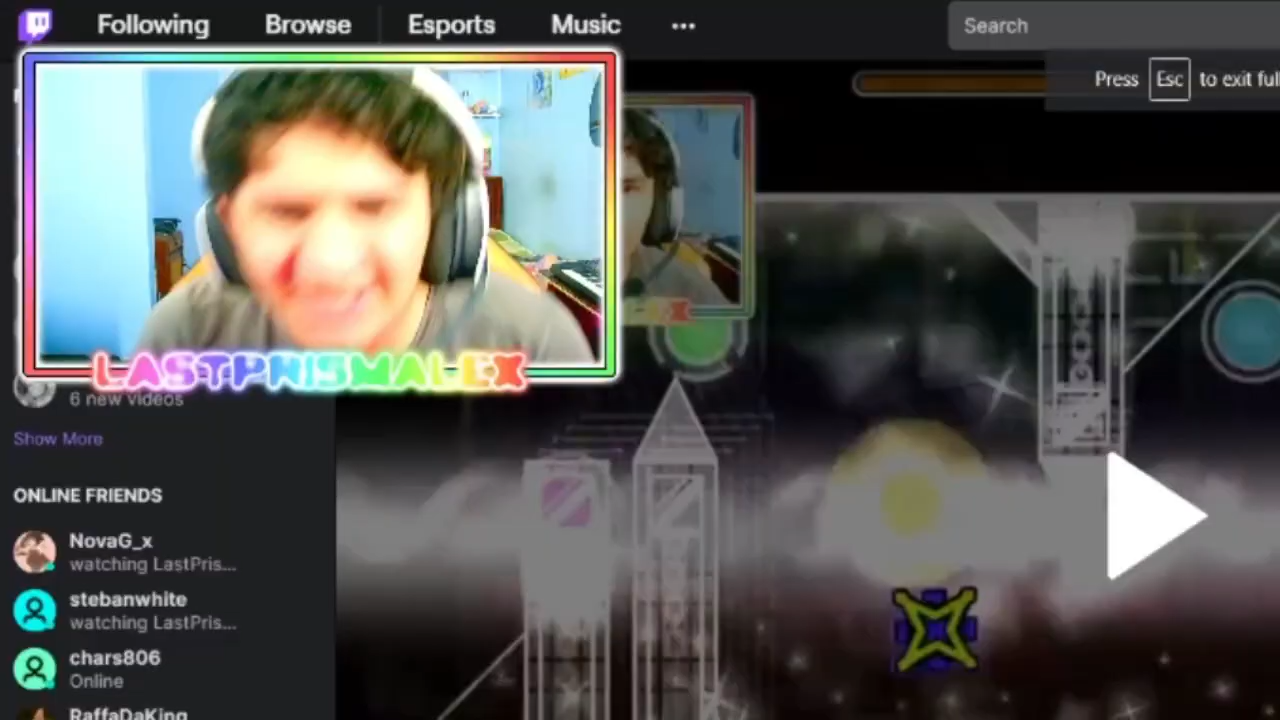 Following
Browse
Esports
Music
Search
Press Esc to exit full
LASTPRISMALEX
6 new videos
Show More
ONLINE FRIENDS
NovaG_x
watching LastPris...
stebanwhite
watching LastPris...
chars806
Online
RaffaDaKing